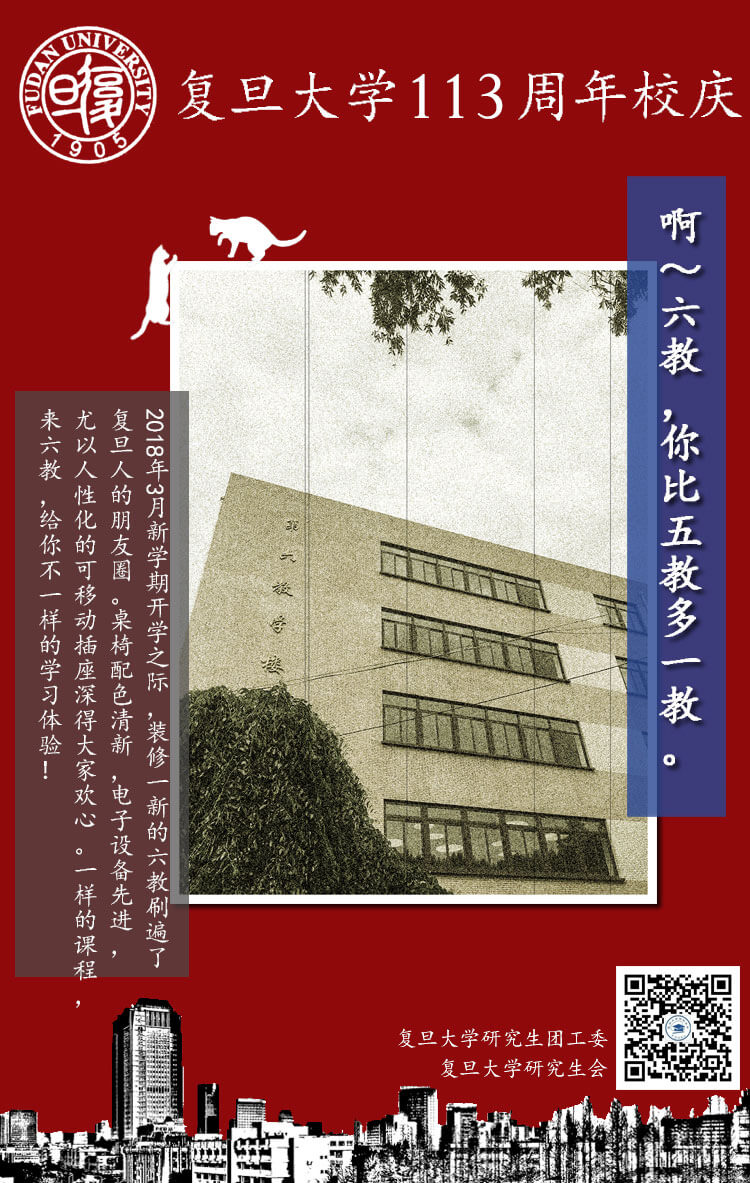 FUDAN UNIVERSITY
1905
复旦大学113周年校庆
啊～六教，你比五教多一教。
第六教学楼
2018年3月新学期开学之际，装修一新的六教刷遍了
复旦人的朋友圈。桌椅配色清新，电子设备先进，
尤以人性化的可移动插座深得大家欢心。一样的课程，
来六教，给你不一样的学习体验！
复旦大学研究生团工委
复旦大学研究生会